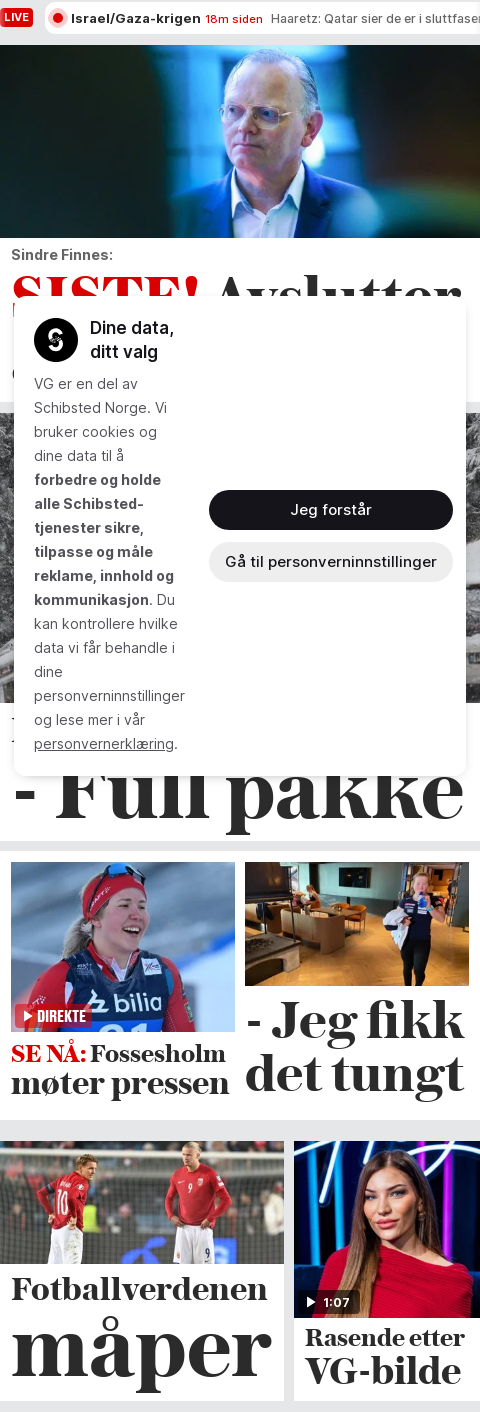 LIVE
Israel/Gaza-krigen 18m siden Haaretz: Qatar sier de er i sluttfasen
Sindre Finnes:
SISTE! Avslutter
Dine data,
ditt valg
VG er en del av
Schibsted Norge. Vi
bruker cookies og
dine data til å
forbedre og holde
alle Schibsted-
tjenester sikre,
tilpasse og måle
reklame, innhold og
kommunikasjon. Du
kan kontrollere hvilke
data vi får behandle i
dine
personverninnstillinger
og lese mer i vår
personvernerklæring.
Jeg forstår
Gå til personverninnstillinger
- Full pakke
bilia
DIREKTE
SE NÅ: Fossesholm
møter pressen
- Jeg fikk
det tungt
10
9
9
Fotballverdenen
måper
1:07
Rasende etter
VG-bilde